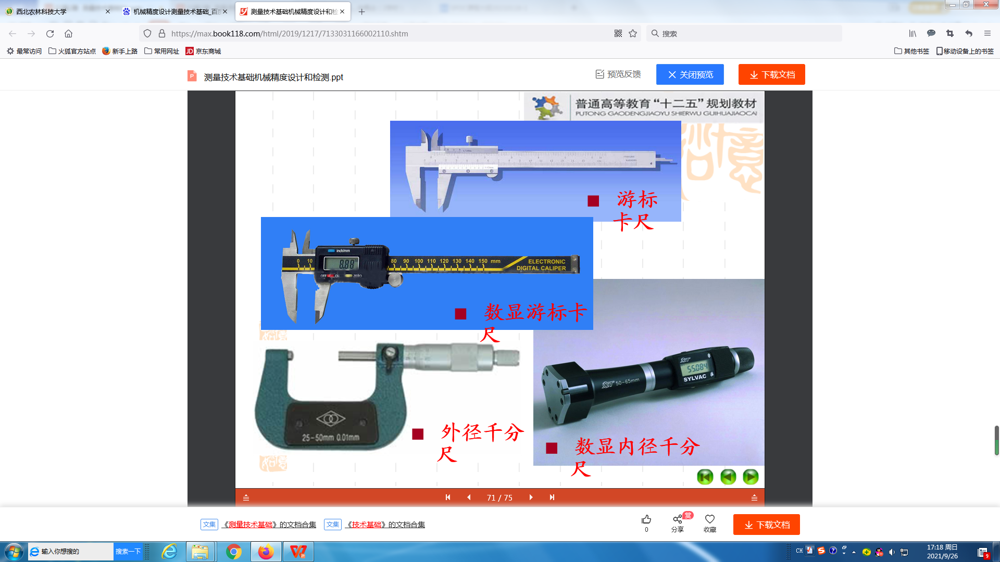 西北农林科技大学
机械精度设计测量技术基础_百度
测量技术基础机械精度设计和检
https://max.book118.com/html/2019/1217/7133031166002110.shtm
搜索
最常访问
火狐官方站点
新手上路
常用网址
JD 京东商城
其他书签
移动设备上的书签
P 测量技术基础机械精度设计和检测.ppt
预览反馈
关闭预览
下载文档
普通高等教育“十二五”规划教材
PUTONG GAODENGJIAOYU SHIERWU GUIHUAJIAOCAI
游标
卡尺
inch/mm
8.88
OFF ON ZERO
0 10 80 90 100 110 120 130 140 150 mm
ELECTRONIC
DIGITAL CALIPER
数显游标卡
尺
25-50mm 0.01mm
外径千分
尺
XT 50-65mm
XT
55.084
SYLVAC
数显内径千分
尺
71 / 75
文集 《测量技术基础》的文档合集
文集 《技术基础》的文档合集
0
分享
赏
收藏
下载文档
输入你想搜的
搜索一下
CH
17:18 周日
2021/9/26
9